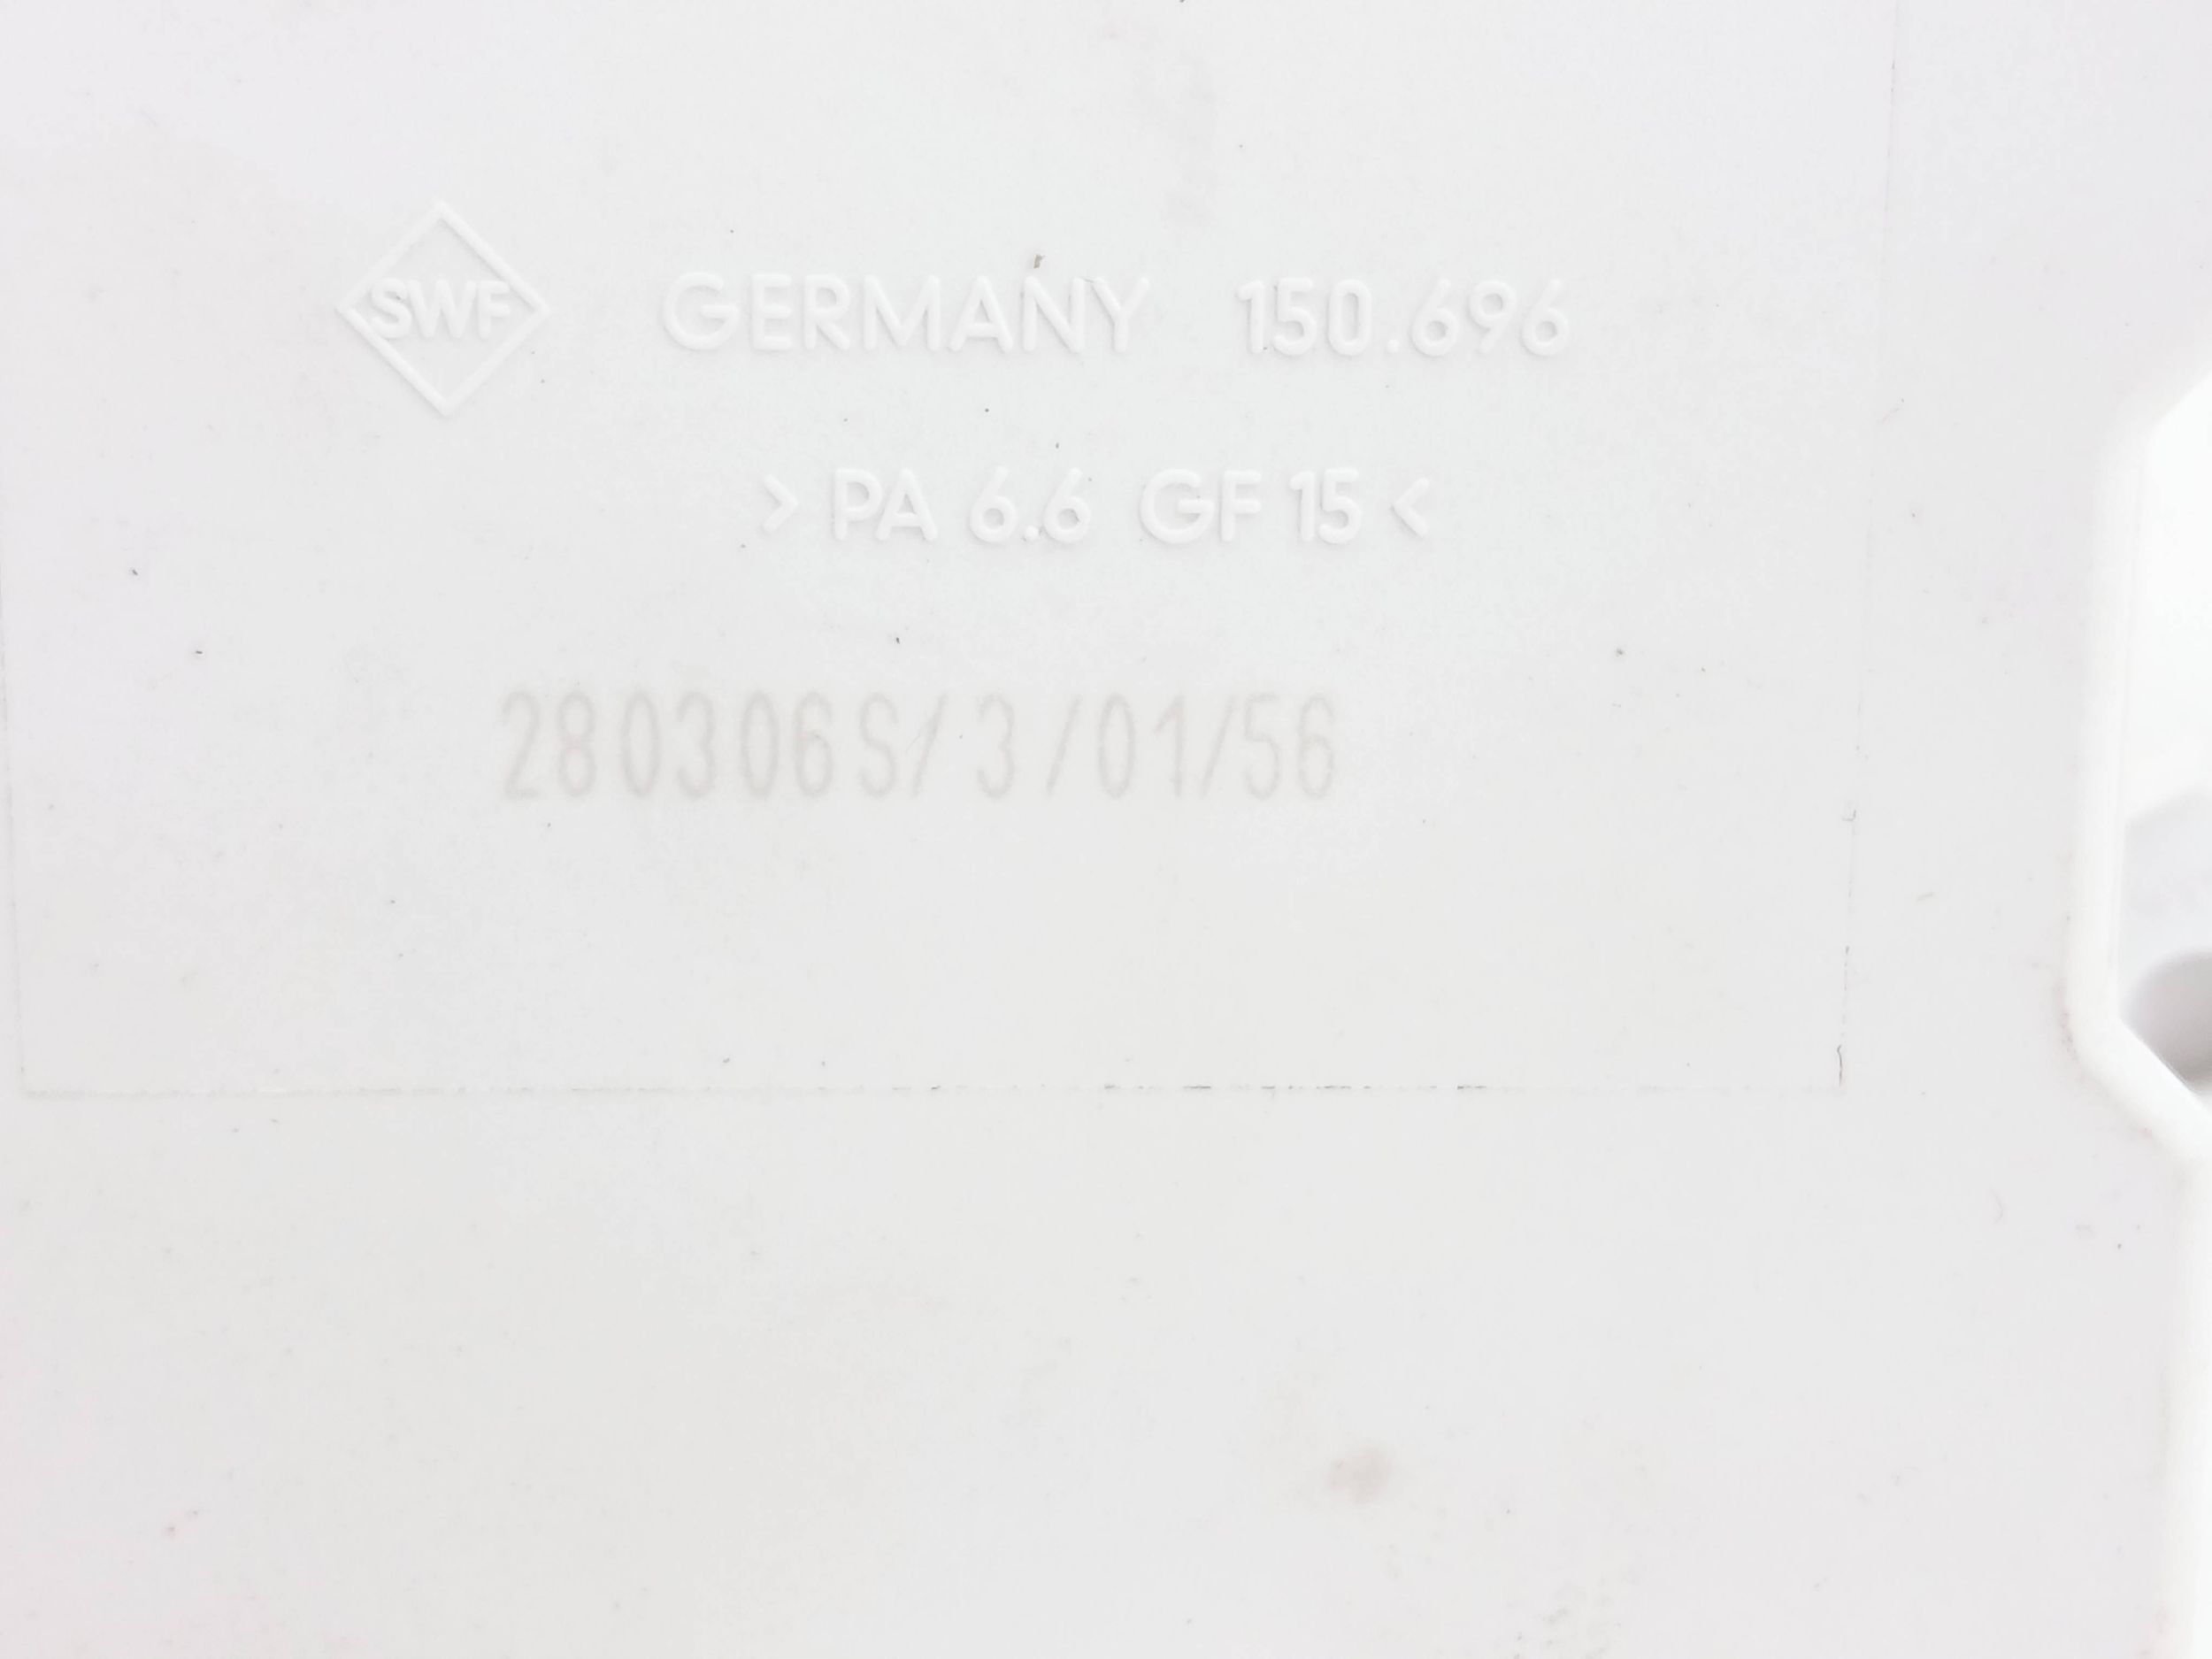 SWF GERMANY 150.696
> PA 6.6 GF 15 <
280306S/3/01/56